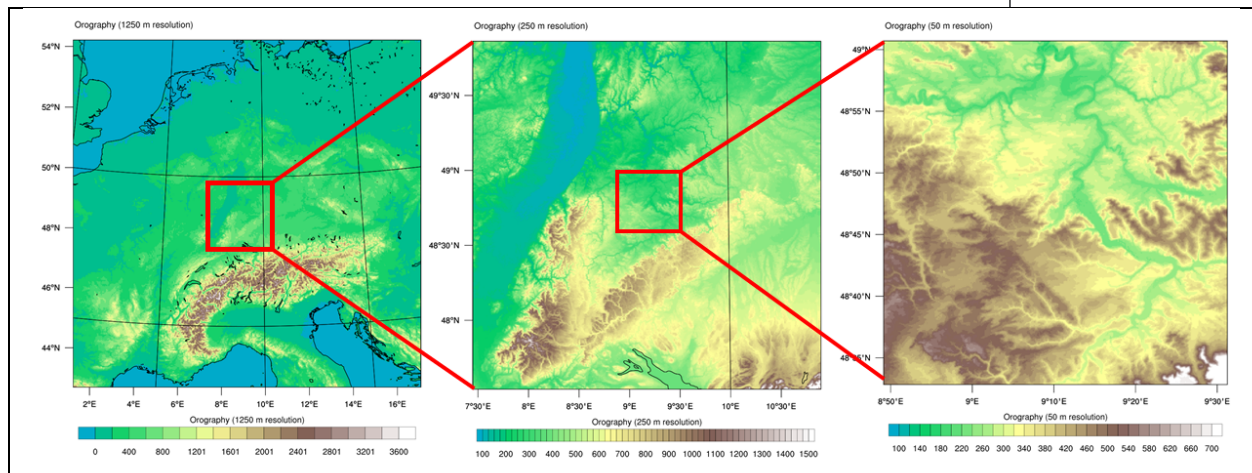 Orography (1250 m resolution)
54°N
52°N
50°N
48°N
46°N
44°N
2°E 4°E 6°E 8°E 10°E 12°E 14°E 16°E
Orography (1250 m resolution)
0 401 801 1201 1601 2001 2401 2801 3201 3600
Orography (250 m resolution)
49°30'N
49°N
48°30'N
48°N
7°30'E 8°E 8°30'E 9°E 9°30'E 10°E 10°30'E
Orography (250 m resolution)
100 200 300 400 500 600 700 800 900 1000 1100 1200 1300 1400 1500
Orography (50 m resolution)
49°N
48°55'N
48°50'N
48°45'N
48°40'N
8°50'E 9°E 9°10'E 9°20'E 9°30'E
Orography (50 m resolution)
100 140 180 220 260 300 340 380 420 460 500 540 580 620 660 700